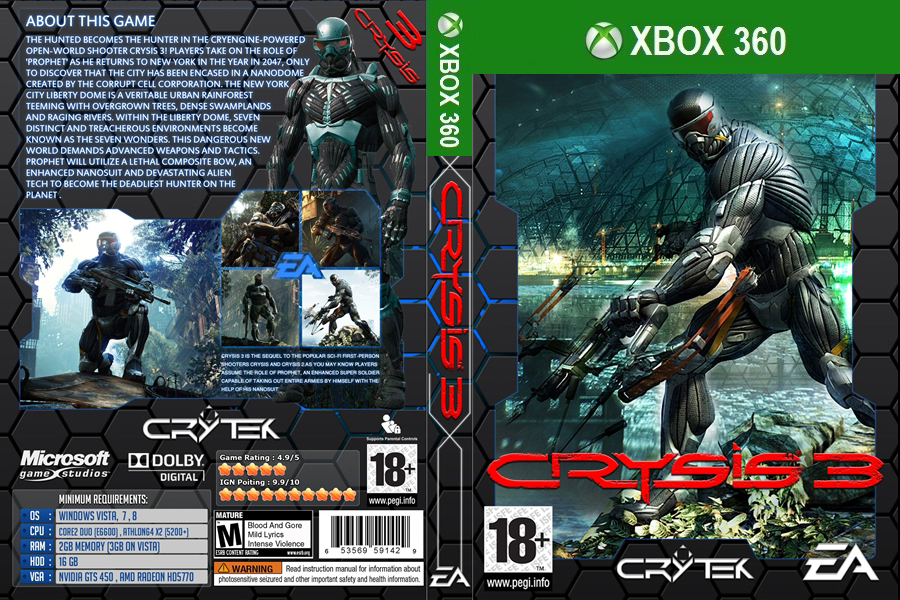 ABOUT THIS GAME
THE HUNTED BECOMES THE HUNTER IN THE CRYENGINE-POWERED
OPEN-WORLD SHOOTER CRYSIS 3! PLAYERS TAKE ON THE ROLE OF
'PROPHET' AS HE RETURNS TO NEW YORK IN THE YEAR IN 2047, ONLY
TO DISCOVER THAT THE CITY HAS BEEN ENCASED IN A NANODOME
CREATED BY THE CORRUPT CELL CORPORATION. THE NEW YORK
CITY LIBERTY DOME IS A VERITABLE URBAN RAINFOREST
TEEMING WITH OVERGROWN TREES, DENSE SWAMPLANDS
AND RAGING RIVERS. WITHIN THE LIBERTY DOME, SEVEN
DISTINCT AND TREACHEROUS ENVIRONMENTS BECOME
KNOWN AS THE SEVEN WONDERS. THIS DANGEROUS NEW
WORLD DEMANDS ADVANCED WEAPONS AND TACTICS.
PROPHET WILL UTILIZE A LETHAL COMPOSITE BOW, AN
ENHANCED NANOSUIT AND DEVASTATING ALIEN
TECH TO BECOME THE DEADLIEST HUNTER ON THE
PLANET .
CRYSIS 3
EA
CRYSIS 3 IS THE SEQUEL TO THE POPULAR SCI-FI FIRST-PERSON
SHOOTERS CRYSIS AND CRYSIS 2.AS YOU MAY KNOW PLAYERS
ASSUME THE ROLE OF PROPHET, AN ENHANCED SUPER SOLDIER
CAPABLE OF TAKING OUT ENTIRE ARMIES BY HIMSELF WITH THE
HELP OF HIS NANOSUIT
CRYTEK
Supports Parental Controls
Microsoft
game studios
DOLBY
DIGITAL
Game Rating : 4.9/5
IGN Poiting : 9.9/10
18+
www.pegi.info
MINIMUM REQUIREMENTS:
OS : WINDOWS VISTA, 7 , 8
CPU : CORE2 DUO (E6600) , ATHLON64 X2 (5200+)
RAM : 2GB MEMORY (3GB ON VISTA)
HDD : 16 GB
VGA : NVIDIA GTS 450 , AMD RADEON HD5770
MATURE
M
Blood And Gore
Mild Lyrics
Intense Violence
ESRB CONTENT RATING www.esrb.org
6 53569 59142 9
WARNING Read instruction manual for information about
photosensitive seizured and other important safety and health information.
XBOX 360
CRYSIS 3
EA
XBOX 360
CRYSIS 3
18+
www.pegi.info
CRYTEK
EA